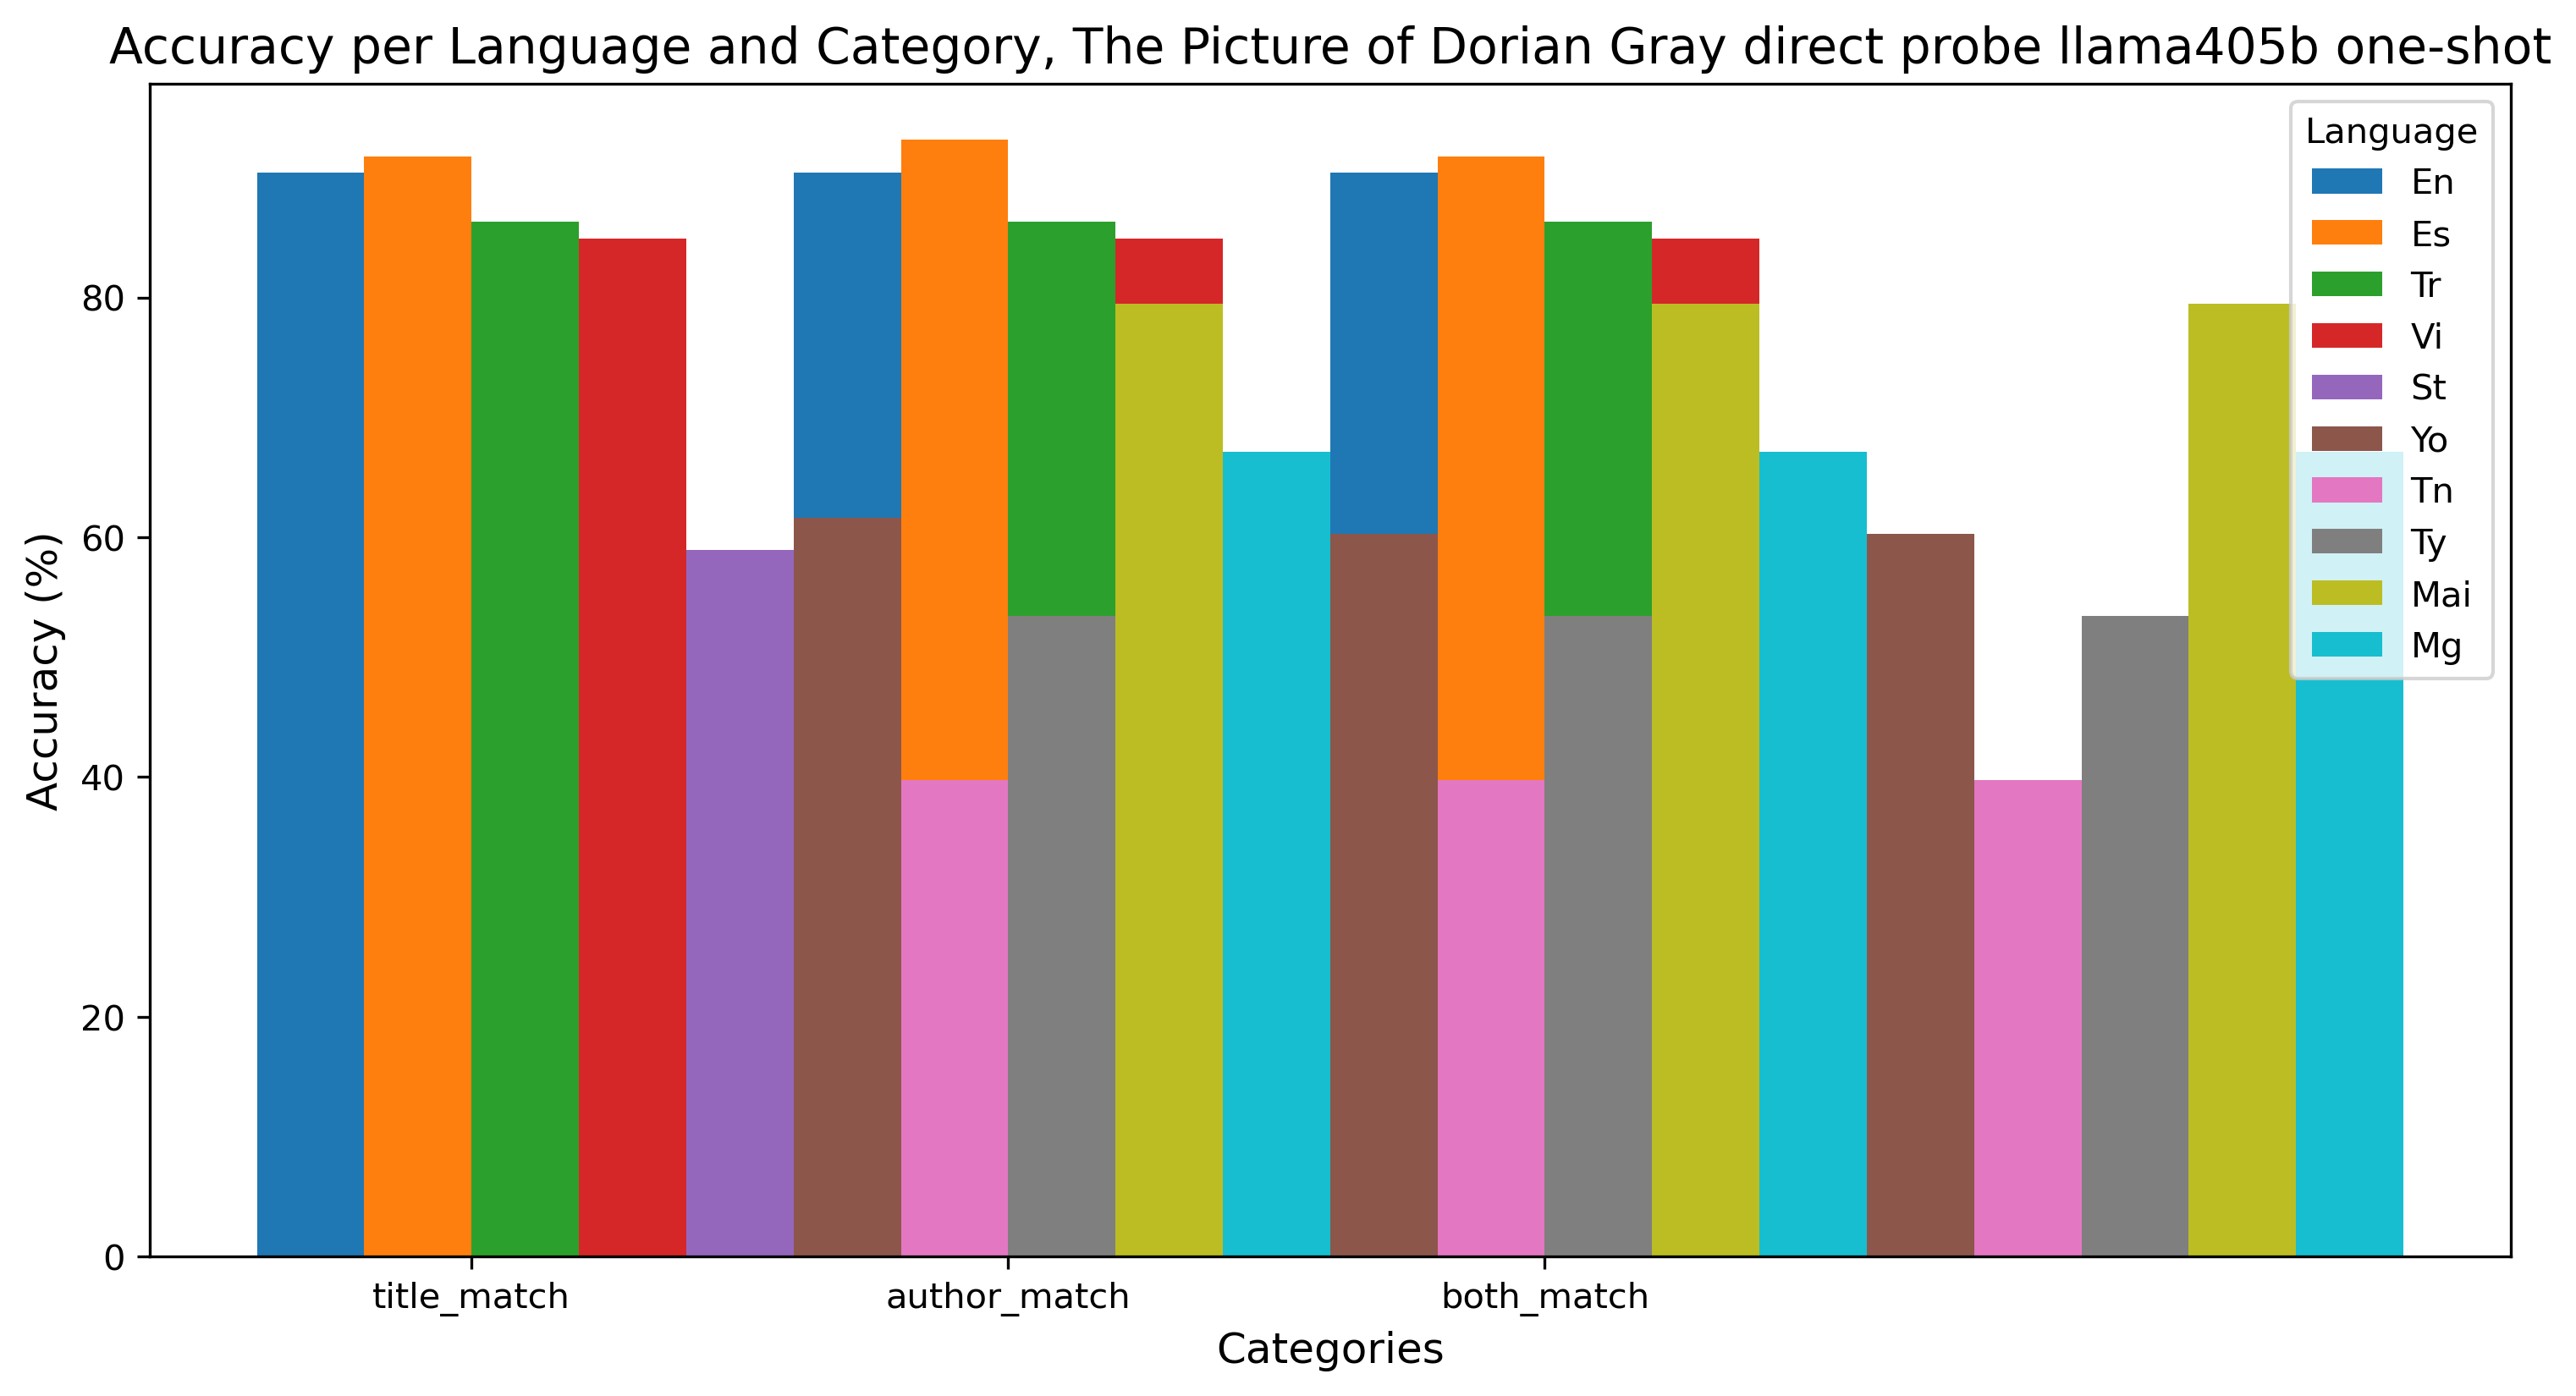 Accuracy per Language and Category, The Picture of Dorian Gray direct probe llama405b one-shot
Accuracy (%)
80
60
40
20
0
title_match author_match both_match
Categories
Language
En
Es
Tr
Vi
St
Yo
Tn
Ty
Mai
Mg